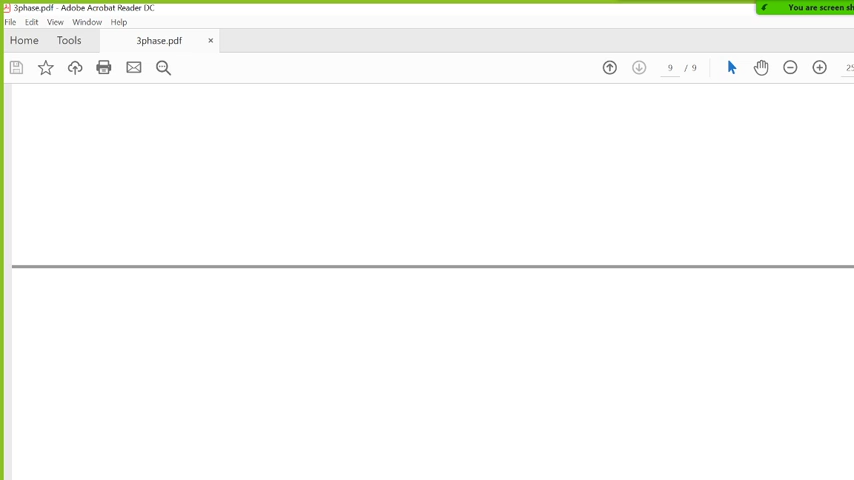 3phase.pdf - Adobe Acrobat Reader DC
You are screen sh
File Edit View Window Help
Home Tools 3phase.pdf ×
9 / 9 25